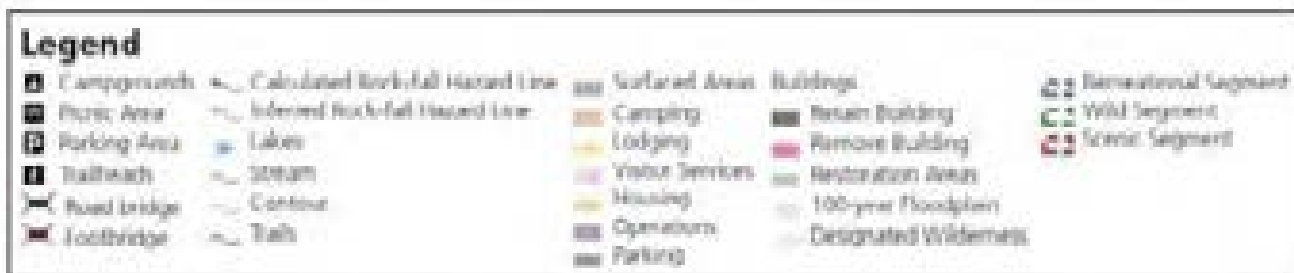 Legend
Campgrounds
Picnic Area
Parking Area
Trailheads
Road bridge
Footbridge
Calculated Rock-fall Hazard Line
Inferred Rock-fall Hazard Line
Lakes
Stream
Contour
Trails
Surfaced Areas
Camping
Lodging
Visitor Services
Housing
Operations
Parking
Buildings
Retain Building
Remove Building
Restoration Areas
100-year Floodplain
Designated Wilderness
Recreational Segment
Wild Segment
Scenic Segment